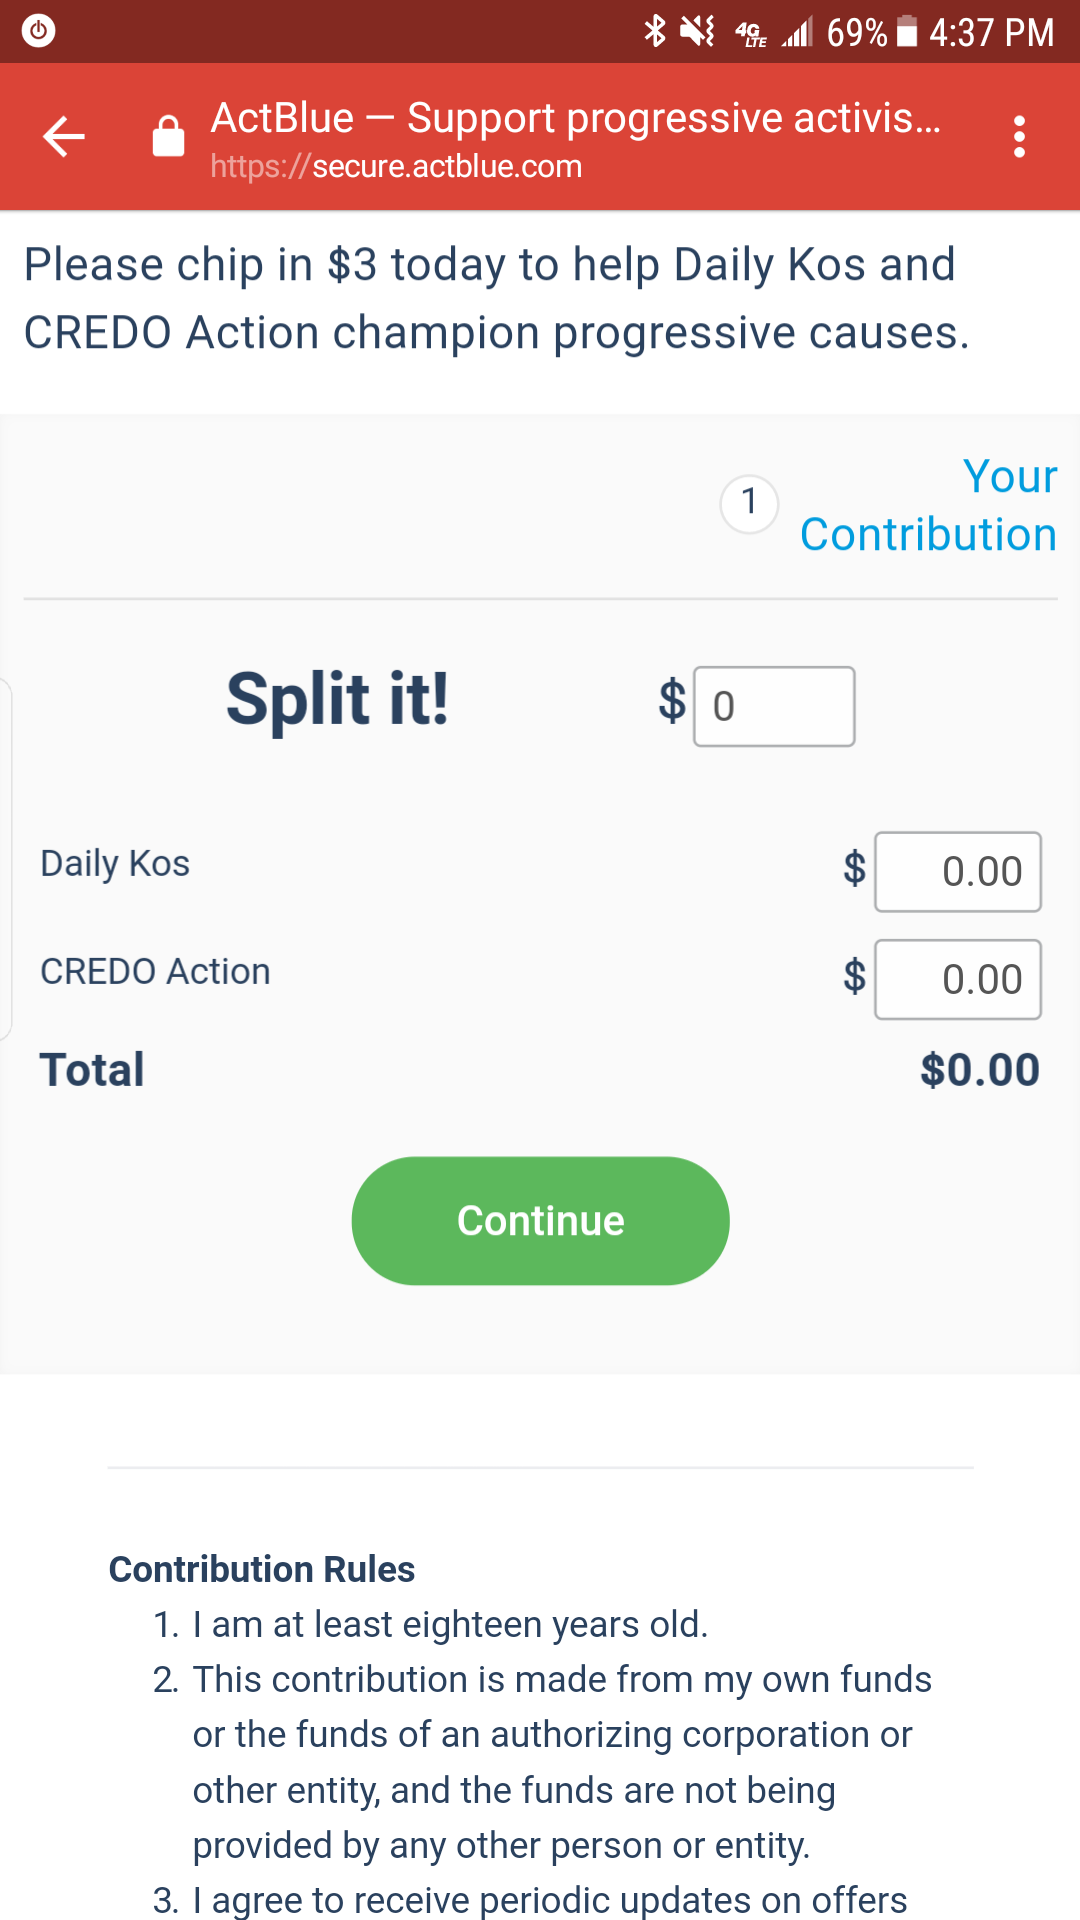 4G LTE 69% 4:37 PM
ActBlue — Support progressive activis...
https://secure.actblue.com
Please chip in $3 today to help Daily Kos and
CREDO Action champion progressive causes.
1 Your
Contribution
Split it! $ 0
Daily Kos $ 0.00
CREDO Action $ 0.00
Total $0.00
Continue
Contribution Rules
1. I am at least eighteen years old.
2. This contribution is made from my own funds
or the funds of an authorizing corporation or
other entity, and the funds are not being
provided by any other person or entity.
3. I agree to receive periodic updates on offers